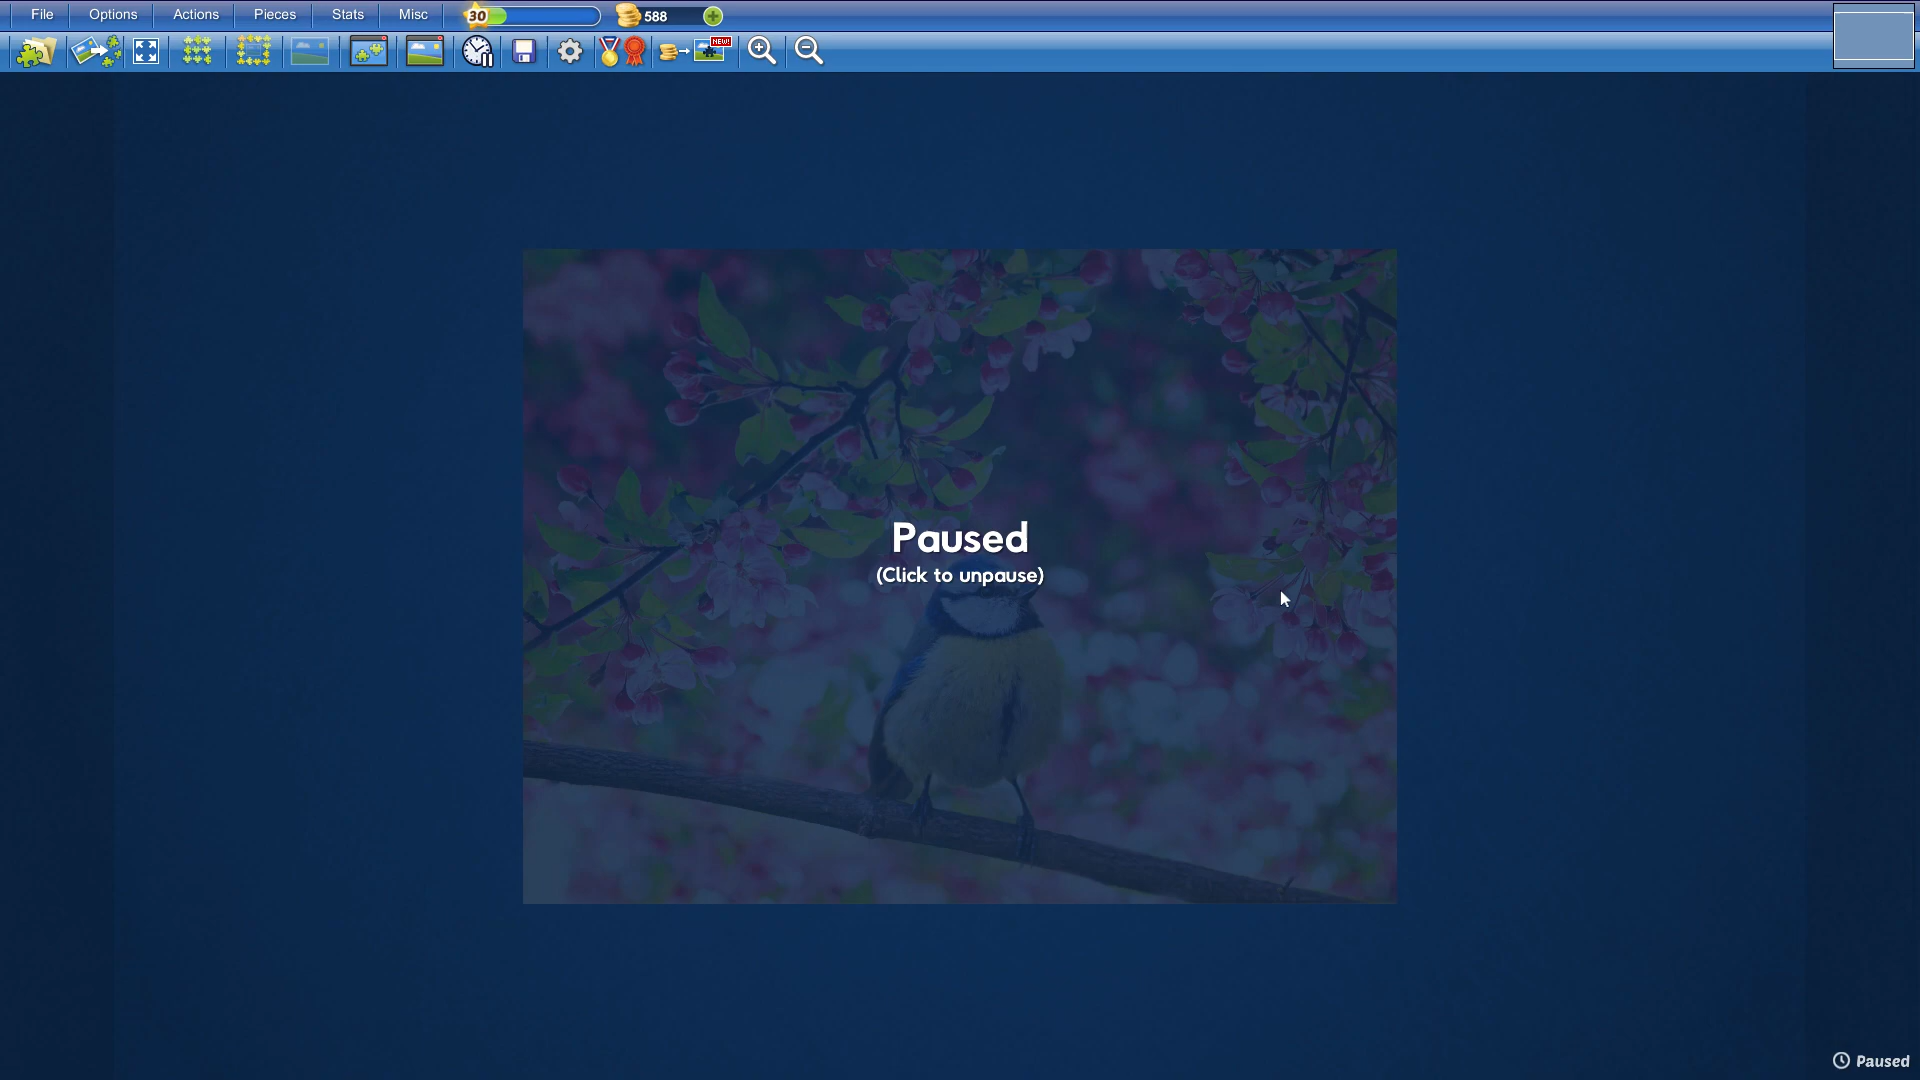 File Options Actions Pieces Stats Misc 30 588
NEW!
Paused
(Click to unpause)
Paused